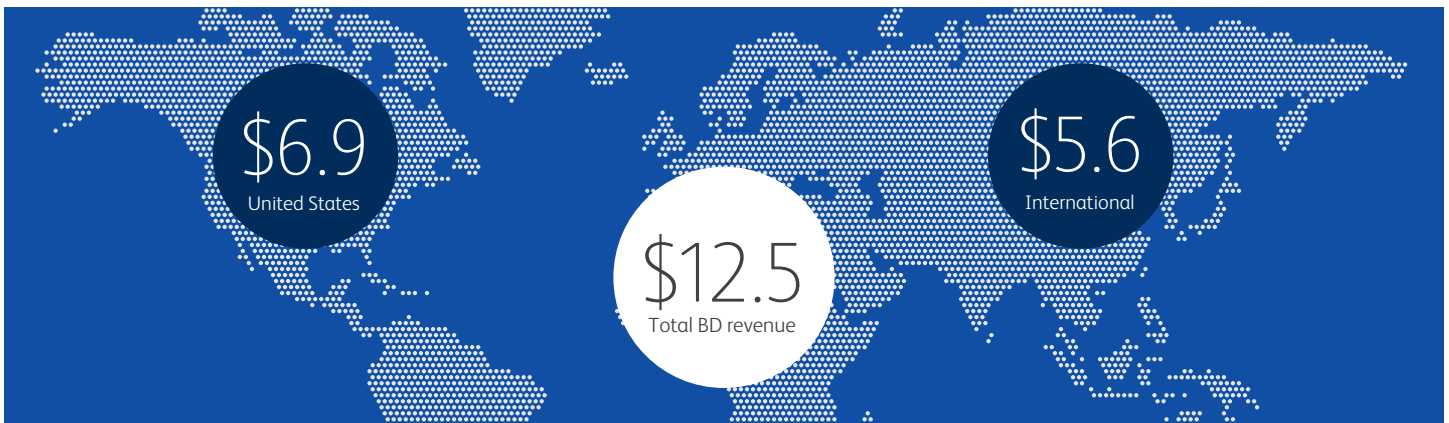 $6.9
United States
$12.5
Total BD revenue
$5.6
International